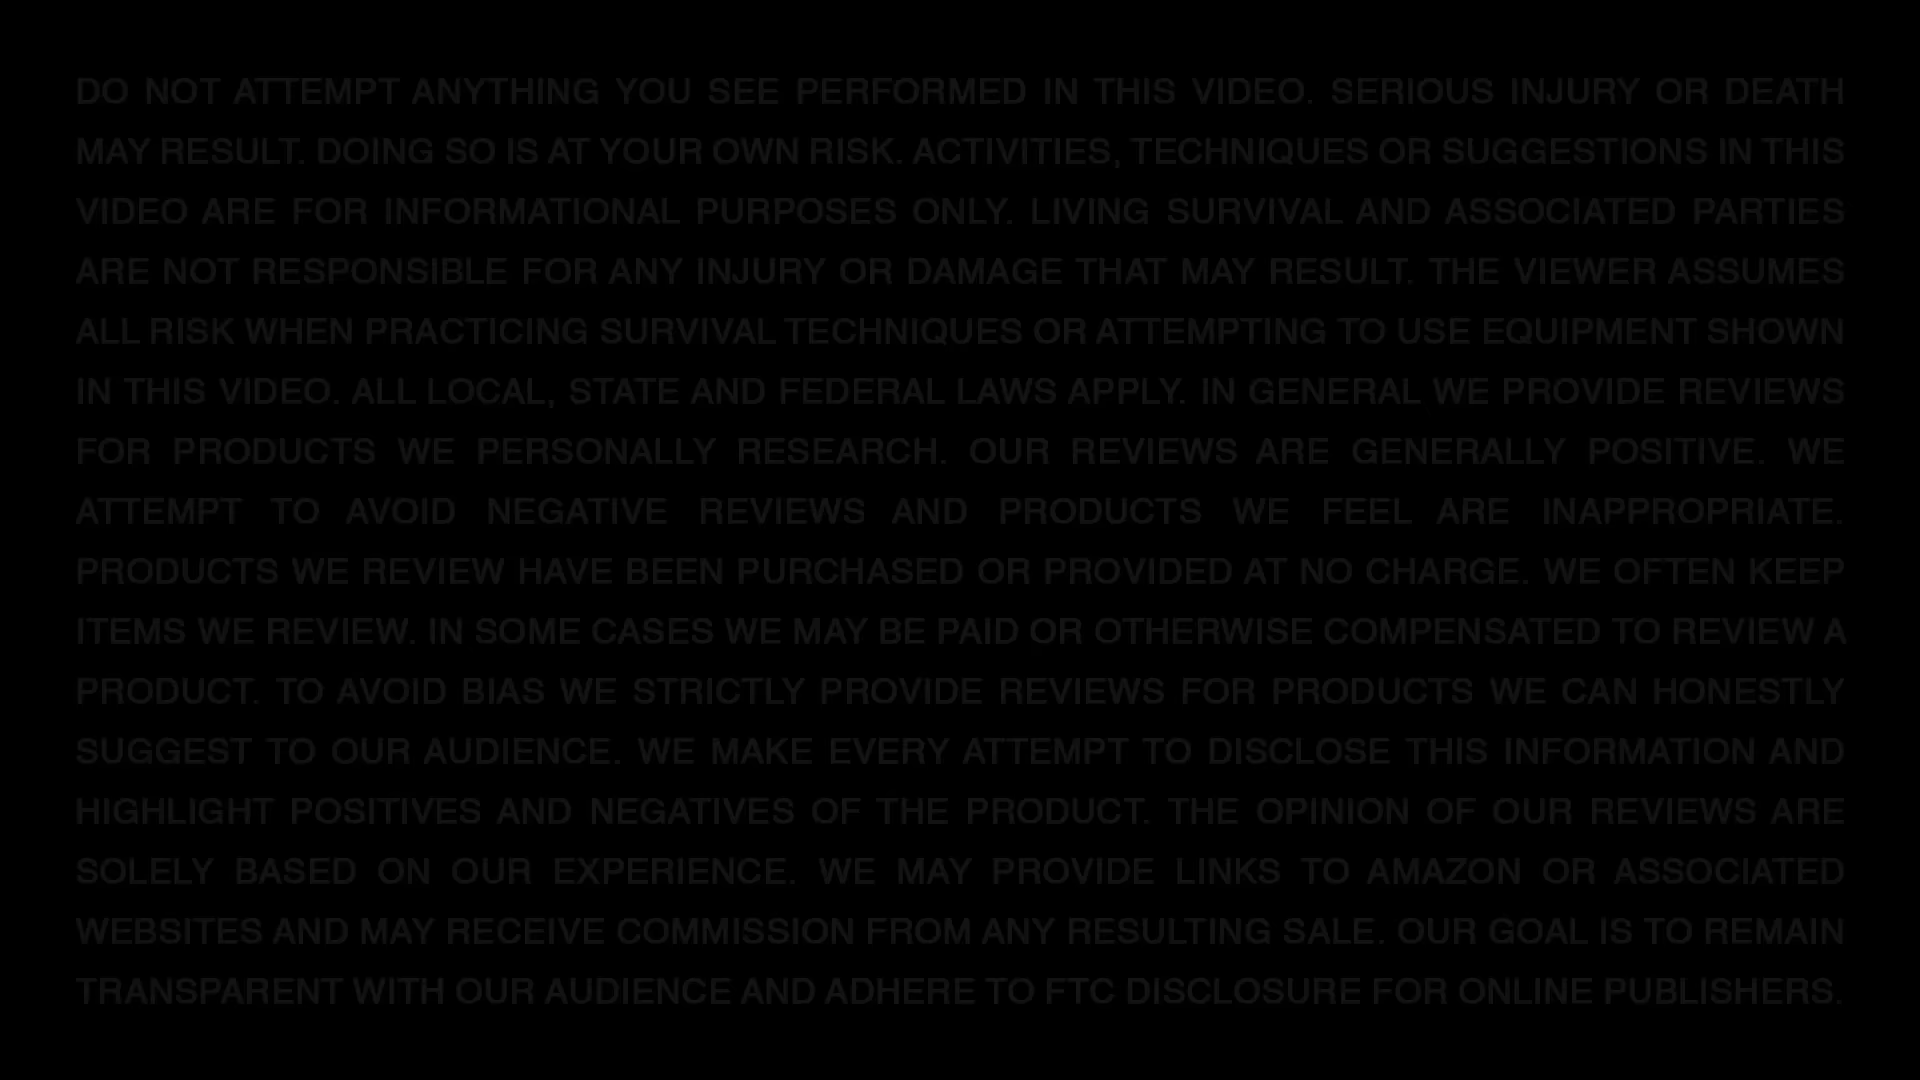 DO NOT ATTEMPT ANYTHING YOU SEE PERFORMED IN THIS VIDEO. SERIOUS INJURY OR DEATH
MAY RESULT. DOING SO IS AT YOUR OWN RISK. ACTIVITIES, TECHNIQUES OR SUGGESTIONS IN THIS
VIDEO ARE FOR INFORMATIONAL PURPOSES ONLY. LIVING SURVIVAL AND ASSOCIATED PARTIES
ARE NOT RESPONSIBLE FOR ANY INJURY OR DAMAGE THAT MAY RESULT. THE VIEWER ASSUMES
ALL RISK WHEN PRACTICING SURVIVAL TECHNIQUES OR ATTEMPTING TO USE EQUIPMENT SHOWN
IN THIS VIDEO. ALL LOCAL, STATE AND FEDERAL LAWS APPLY. IN GENERAL WE PROVIDE REVIEWS
FOR PRODUCTS WE PERSONALLY RESEARCH. OUR REVIEWS ARE GENERALLY POSITIVE. WE
ATTEMPT TO AVOID NEGATIVE REVIEWS AND PRODUCTS WE FEEL ARE INAPPROPRIATE.
PRODUCTS WE REVIEW HAVE BEEN PURCHASED OR PROVIDED AT NO CHARGE. WE OFTEN KEEP
ITEMS WE REVIEW. IN SOME CASES WE MAY BE PAID OR OTHERWISE COMPENSATED TO REVIEW A
PRODUCT. TO AVOID BIAS WE STRICTLY PROVIDE REVIEWS FOR PRODUCTS WE CAN HONESTLY
SUGGEST TO OUR AUDIENCE. WE MAKE EVERY ATTEMPT TO DISCLOSE THIS INFORMATION AND
HIGHLIGHT POSITIVES AND NEGATIVES OF THE PRODUCT. THE OPINION OF OUR REVIEWS ARE
SOLELY BASED ON OUR EXPERIENCE. WE MAY PROVIDE LINKS TO AMAZON OR ASSOCIATED
WEBSITES AND MAY RECEIVE COMMISSION FROM ANY RESULTING SALE. OUR GOAL IS TO REMAIN
TRANSPARENT WITH OUR AUDIENCE AND ADHERE TO FTC DISCLOSURE FOR ONLINE PUBLISHERS.